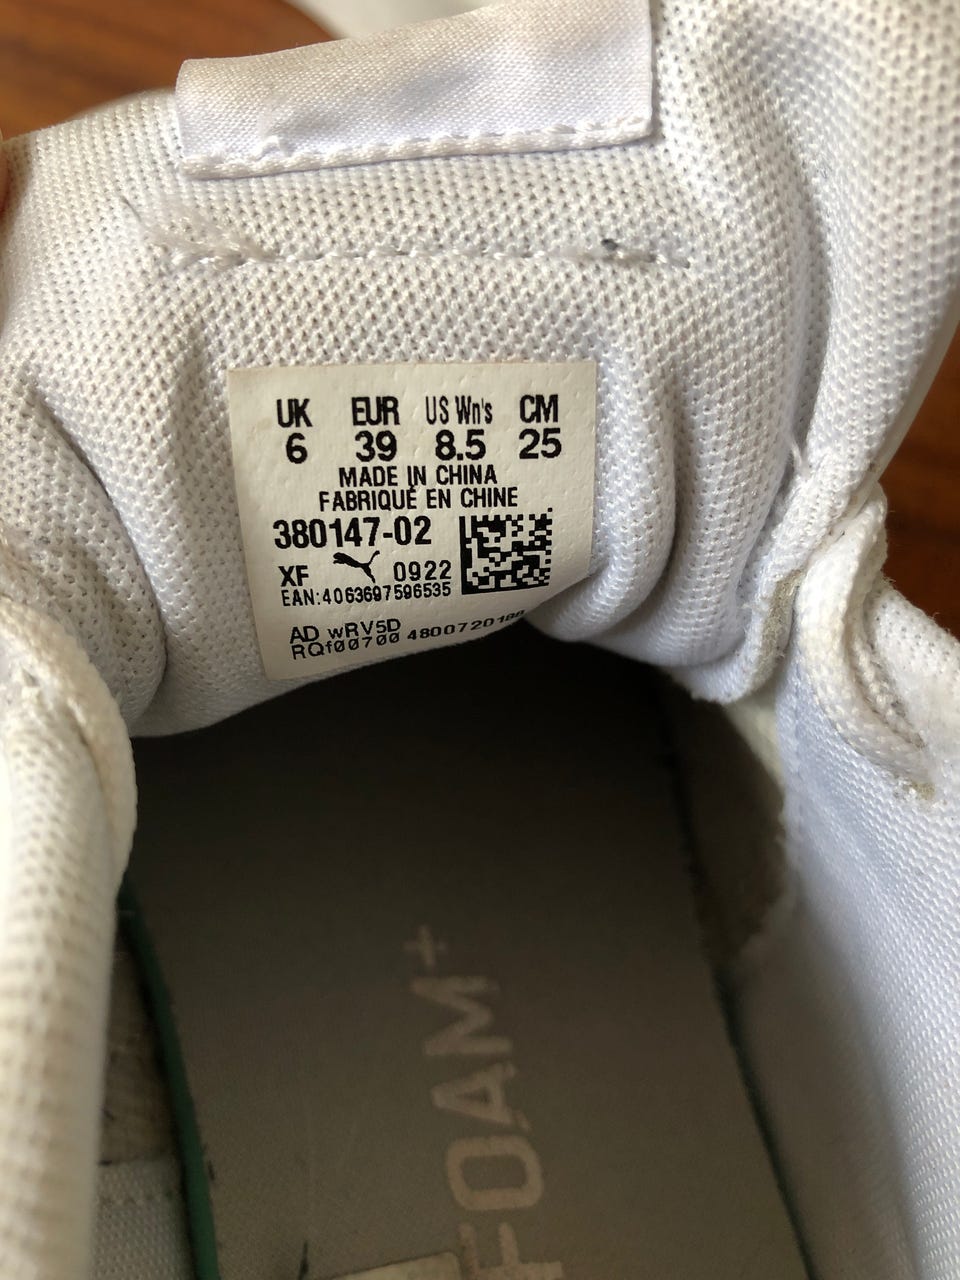 UK EUR US Wn's CM
6 39 8.5 25
MADE IN CHINA
FABRIQUÉ EN CHINE
380147-02
XF 0922
EAN:4063697596535
AD wRV5D
RQf00700 4800720100
FOAM+